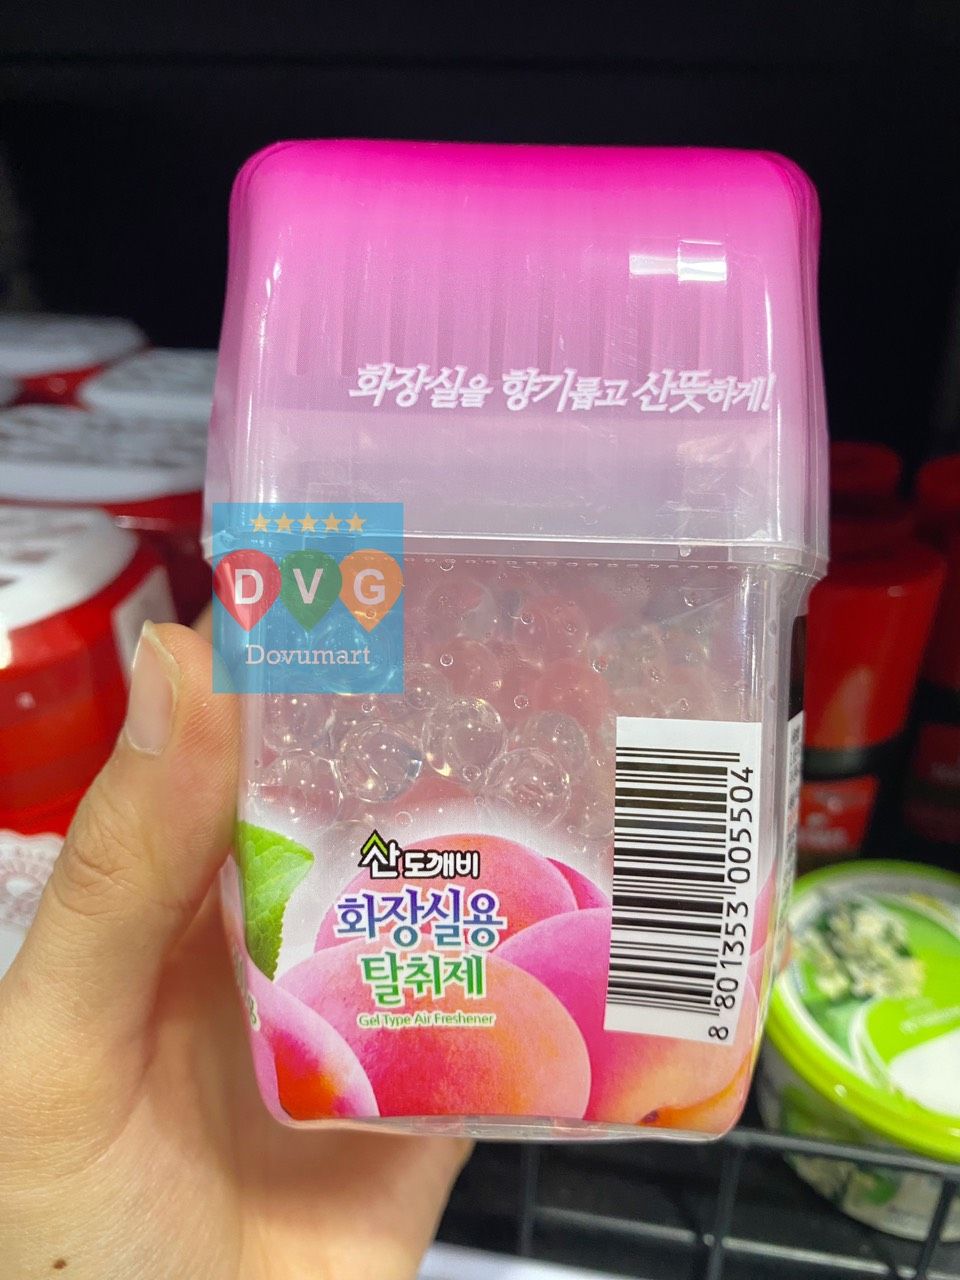 화장실을 향기롭고 산뜻하게!
DVG
Dovumart
산도깨비
화장실용
탈취제
Gel Type Air Freshener
8 801353 005504